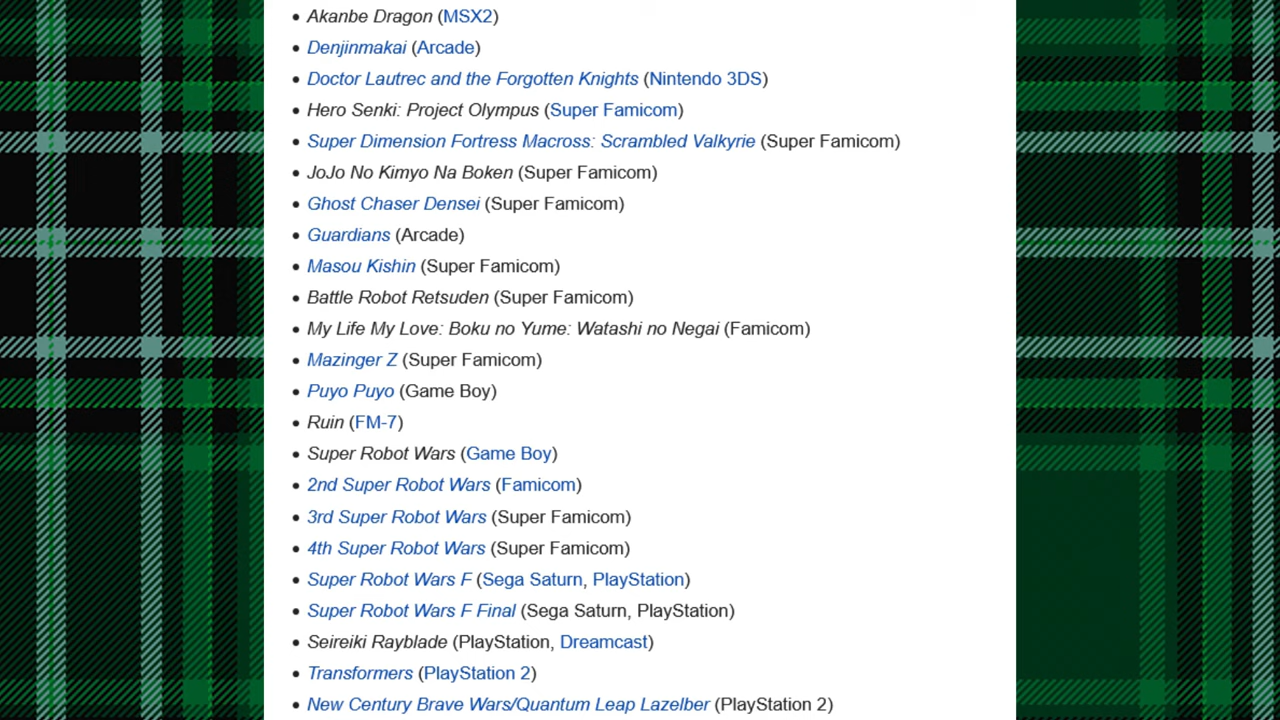 • Akanbe Dragon (MSX2)
• Denjinmakai (Arcade)
• Doctor Lautrec and the Forgotten Knights (Nintendo 3DS)
• Hero Senki: Project Olympus (Super Famicom)
• Super Dimension Fortress Macross: Scrambled Valkyrie (Super Famicom)
• JoJo No Kimyo Na Boken (Super Famicom)
• Ghost Chaser Densei (Super Famicom)
• Guardians (Arcade)
• Masou Kishin (Super Famicom)
• Battle Robot Retsuden (Super Famicom)
• My Life My Love: Boku no Yume: Watashi no Negai (Famicom)
• Mazinger Z (Super Famicom)
• Puyo Puyo (Game Boy)
• Ruin (FM-7)
• Super Robot Wars (Game Boy)
• 2nd Super Robot Wars (Famicom)
• 3rd Super Robot Wars (Super Famicom)
• 4th Super Robot Wars (Super Famicom)
• Super Robot Wars F (Sega Saturn, PlayStation)
• Super Robot Wars F Final (Sega Saturn, PlayStation)
• Seireiki Rayblade (PlayStation, Dreamcast)
• Transformers (PlayStation 2)
• New Century Brave Wars/Quantum Leap Lazelber (PlayStation 2)